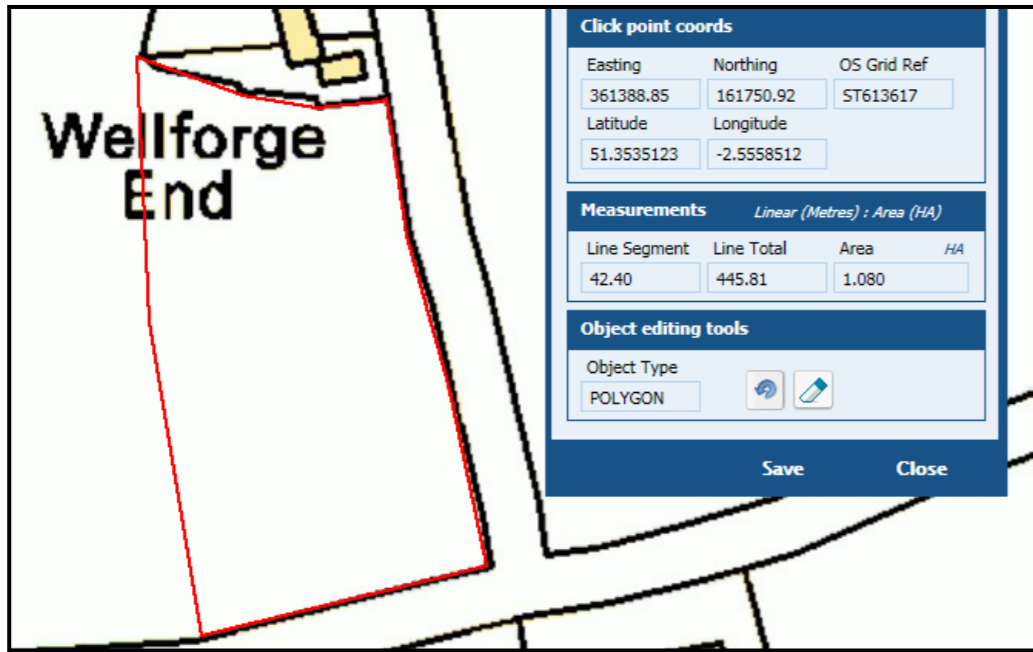 Wellforge
End
Click point coords
Easting Northing OS Grid Ref
361388.85 161750.92 ST613617
Latitude Longitude
51.3535123 -2.5558512
Measurements Linear (Metres) : Area (HA)
Line Segment Line Total Area HA
42.40 445.81 1.080
Object editing tools
Object Type
POLYGON
Save Close